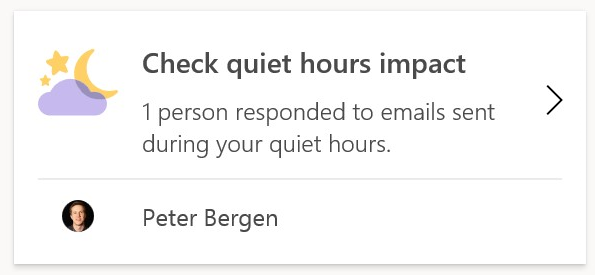 Check quiet hours impact
1 person responded to emails sent
during your quiet hours.
Peter Bergen